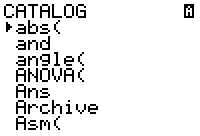 CATALOG A
abs(
and
angle(
ANOVA(
Ans
Archive
Asm(